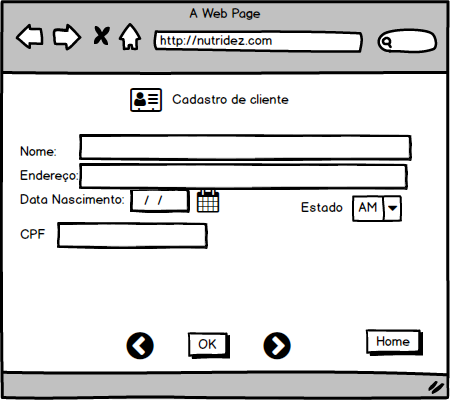 A Web Page
http://nutridez.com
Cadastro de cliente
Nome:
Endereço:
Data Nascimento: / /
Estado AM
CPF
OK
Home